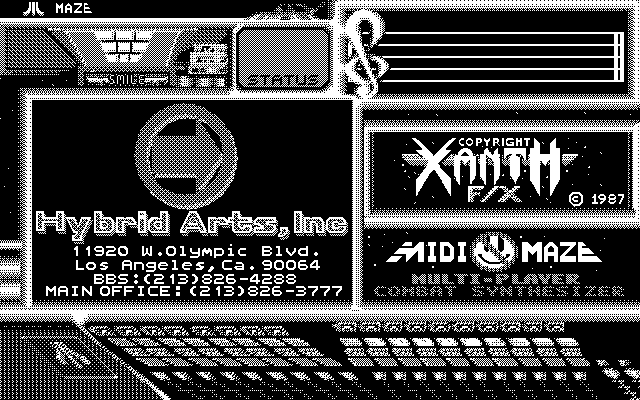 MAZE
SMILE
STATUS
COPYRIGHT
XANTH
F/X
© 1987
Hybrid Arts, Inc
11920 W.Olympic Blvd.
Los Angeles,Ca. 90064
BBS:(213)826-4288
MAIN OFFICE:(213)826-3777
MIDI MAZE
MULTI-PLAYER
COMBAT SYNTHESIZER